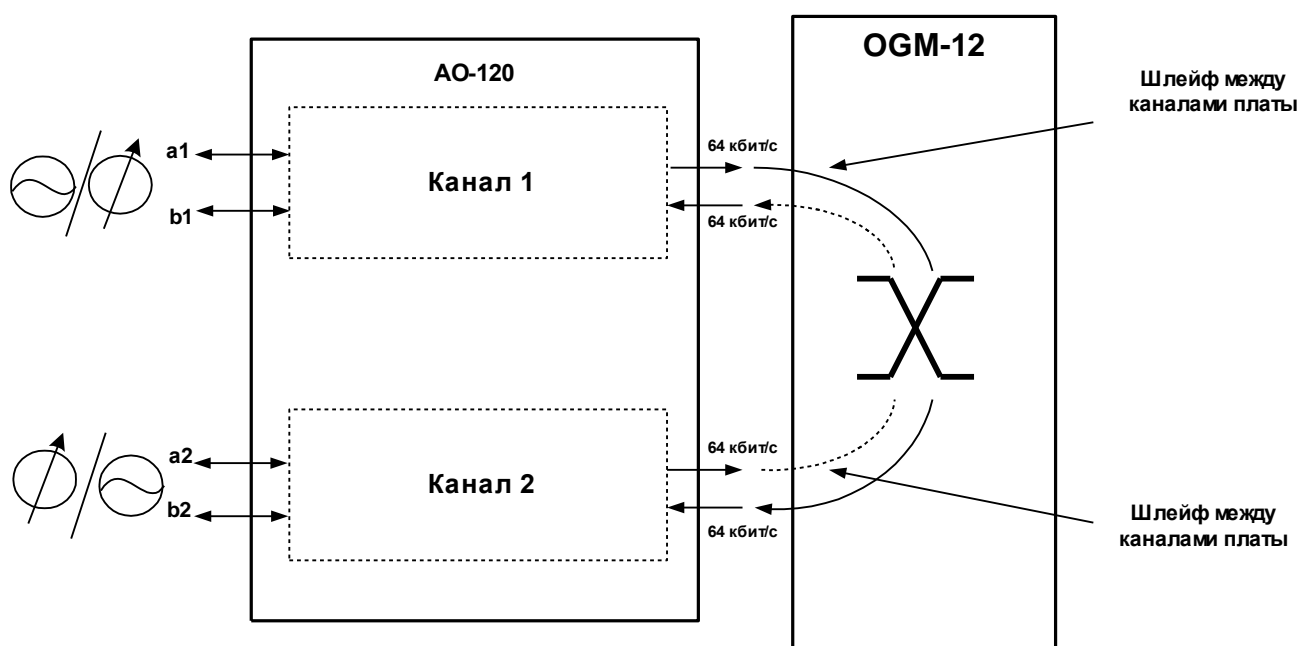 OGM-12
АО-120
Шлейф между
каналами платы
a1
64 кбит/с
Канал 1
b1
64 кбит/с
a2
64 кбит/с
Канал 2
b2
64 кбит/с
Шлейф между
каналами платы